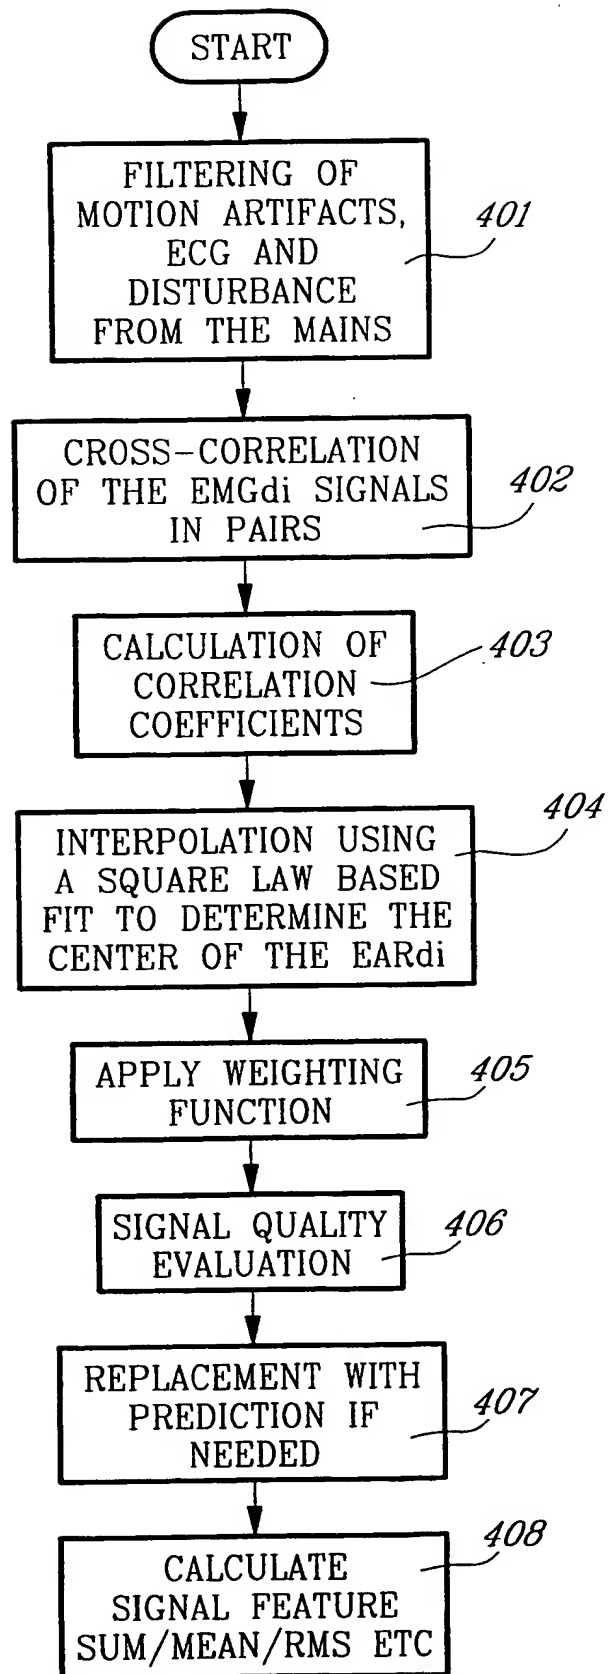 START
FILTERING OF
MOTION ARTIFACTS,
ECG AND
DISTURBANCE
FROM THE MAINS
401
CROSS-CORRELATION
OF THE EMGdi SIGNALS
IN PAIRS
402
CALCULATION OF
CORRELATION
COEFFICIENTS
403
INTERPOLATION USING
A SQUARE LAW BASED
FIT TO DETERMINE THE
CENTER OF THE EARdi
404
APPLY WEIGHTING
FUNCTION
405
SIGNAL QUALITY
EVALUATION
406
REPLACEMENT WITH
PREDICTION IF
NEEDED
407
CALCULATE
SIGNAL FEATURE
SUM/MEAN/RMS ETC
408